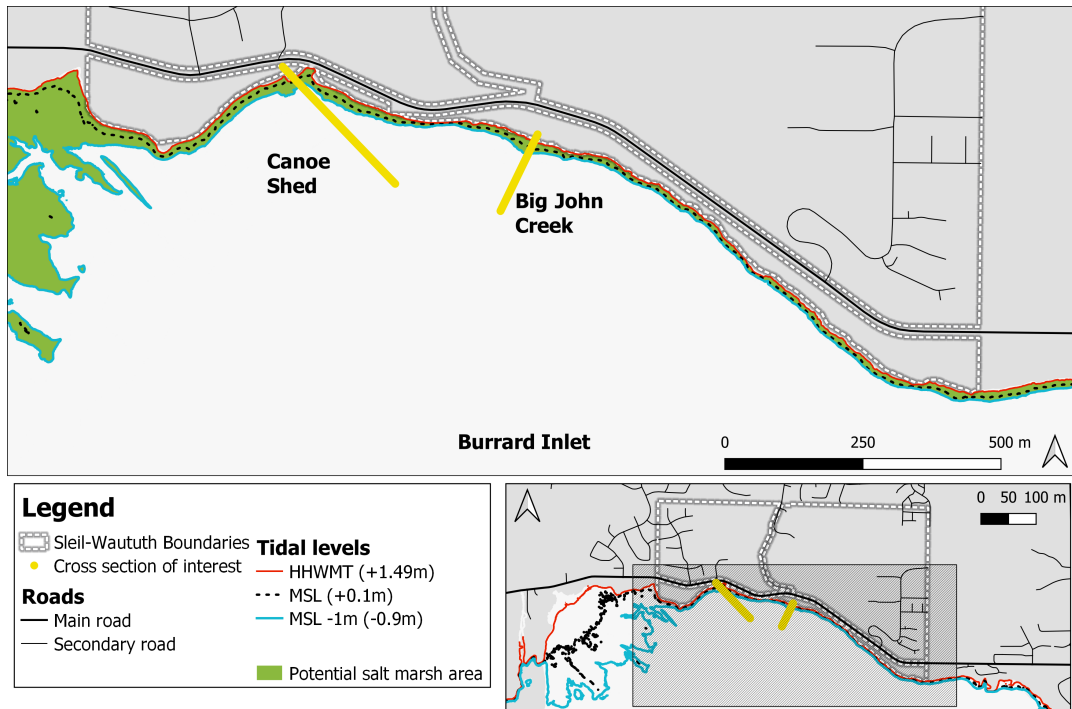 Canoe
Shed
Big John
Creek
Burrard Inlet
0 250 500 m
Legend
Sleil-Waututh Boundaries
Cross section of interest
Roads
Main road
Secondary road
Tidal levels
HHWMT (+1.49m)
MSL (+0.1m)
MSL -1m (-0.9m)
Potential salt marsh area
0 50 100 m